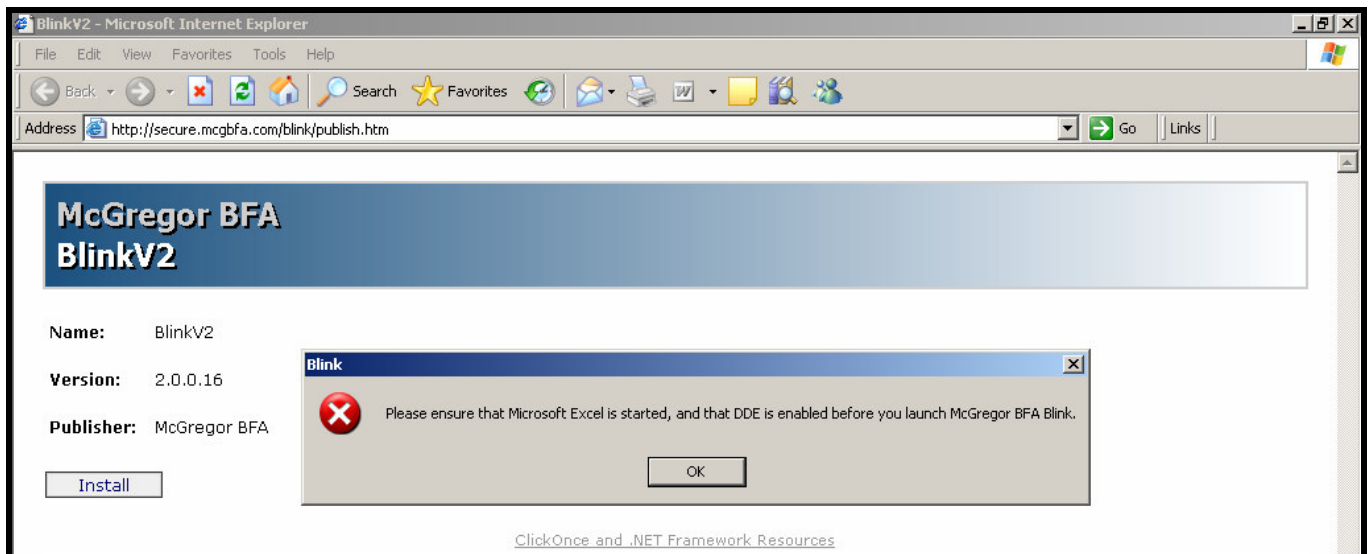 BlinkV2 - Microsoft Internet Explorer
File Edit View Favorites Tools Help
Back Search Favorites
Address http://secure.mcgbfa.com/blink/publish.htm Go Links
McGregor BFA
BlinkV2
Name: BlinkV2
Version: 2.0.0.16
Publisher: McGregor BFA
Install
Blink
Please ensure that Microsoft Excel is started, and that DDE is enabled before you launch McGregor BFA Blink.
OK
ClickOnce and .NET Framework Resources